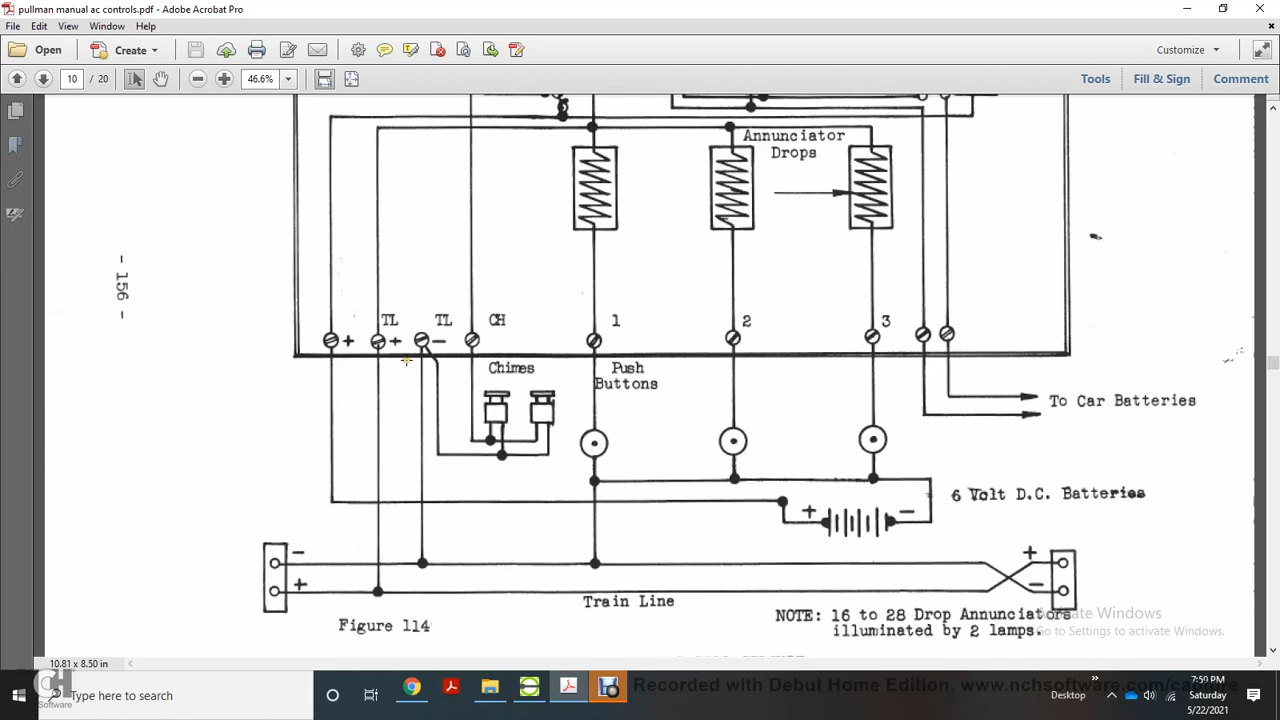 pullman manual ac controls.pdf - Adobe Acrobat Pro
File Edit View Window Help
Open Create Customize
10 / 20 46.6% Tools Fill & Sign Comment
Annunciator
Drops
- 156 -
TL TL CH 1 2 3
+ + -
Chimes Push
Buttons
To Car Batteries
6 Volt D.C. Batteries
+ -
- +
+ -
Train Line
NOTE: 16 to 28 Drop Annunciators
illuminated by 2 lamps.
Figure 114
Activate Windows
Go to Settings to activate Windows.
10.81 x 8.50 in
CH
Software
Type here to search
Recorded with Debut Home Edition. www.nchsoftware.com/capture
Desktop
7:59 PM
Saturday
5/22/2021